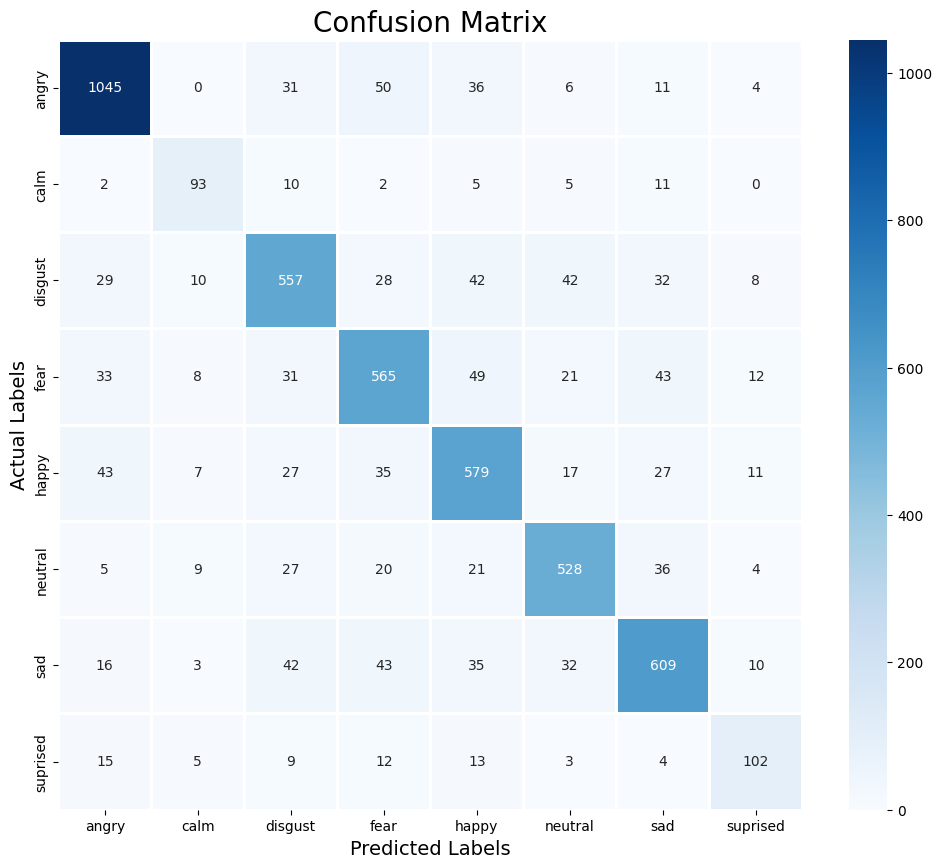 Confusion Matrix
Actual Labels
angry 1045 0 31 50 36 6 11 4
calm 2 93 10 2 5 5 11 0
disgust 29 10 557 28 42 42 32 8
fear 33 8 31 565 49 21 43 12
happy 43 7 27 35 579 17 27 11
neutral 5 9 27 20 21 528 36 4
sad 16 3 42 43 35 32 609 10
suprised 15 5 9 12 13 3 4 102
angry calm disgust fear happy neutral sad suprised
Predicted Labels
1000
800
600
400
200
0